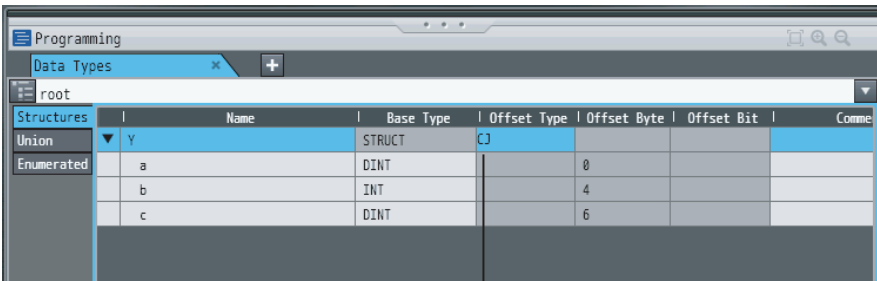 Programming
Data Types
root
Structures Name Base Type Offset Type Offset Byte Offset Bit Comme
Union Y STRUCT CJ
Enumerated a DINT 0
b INT 4
c DINT 6